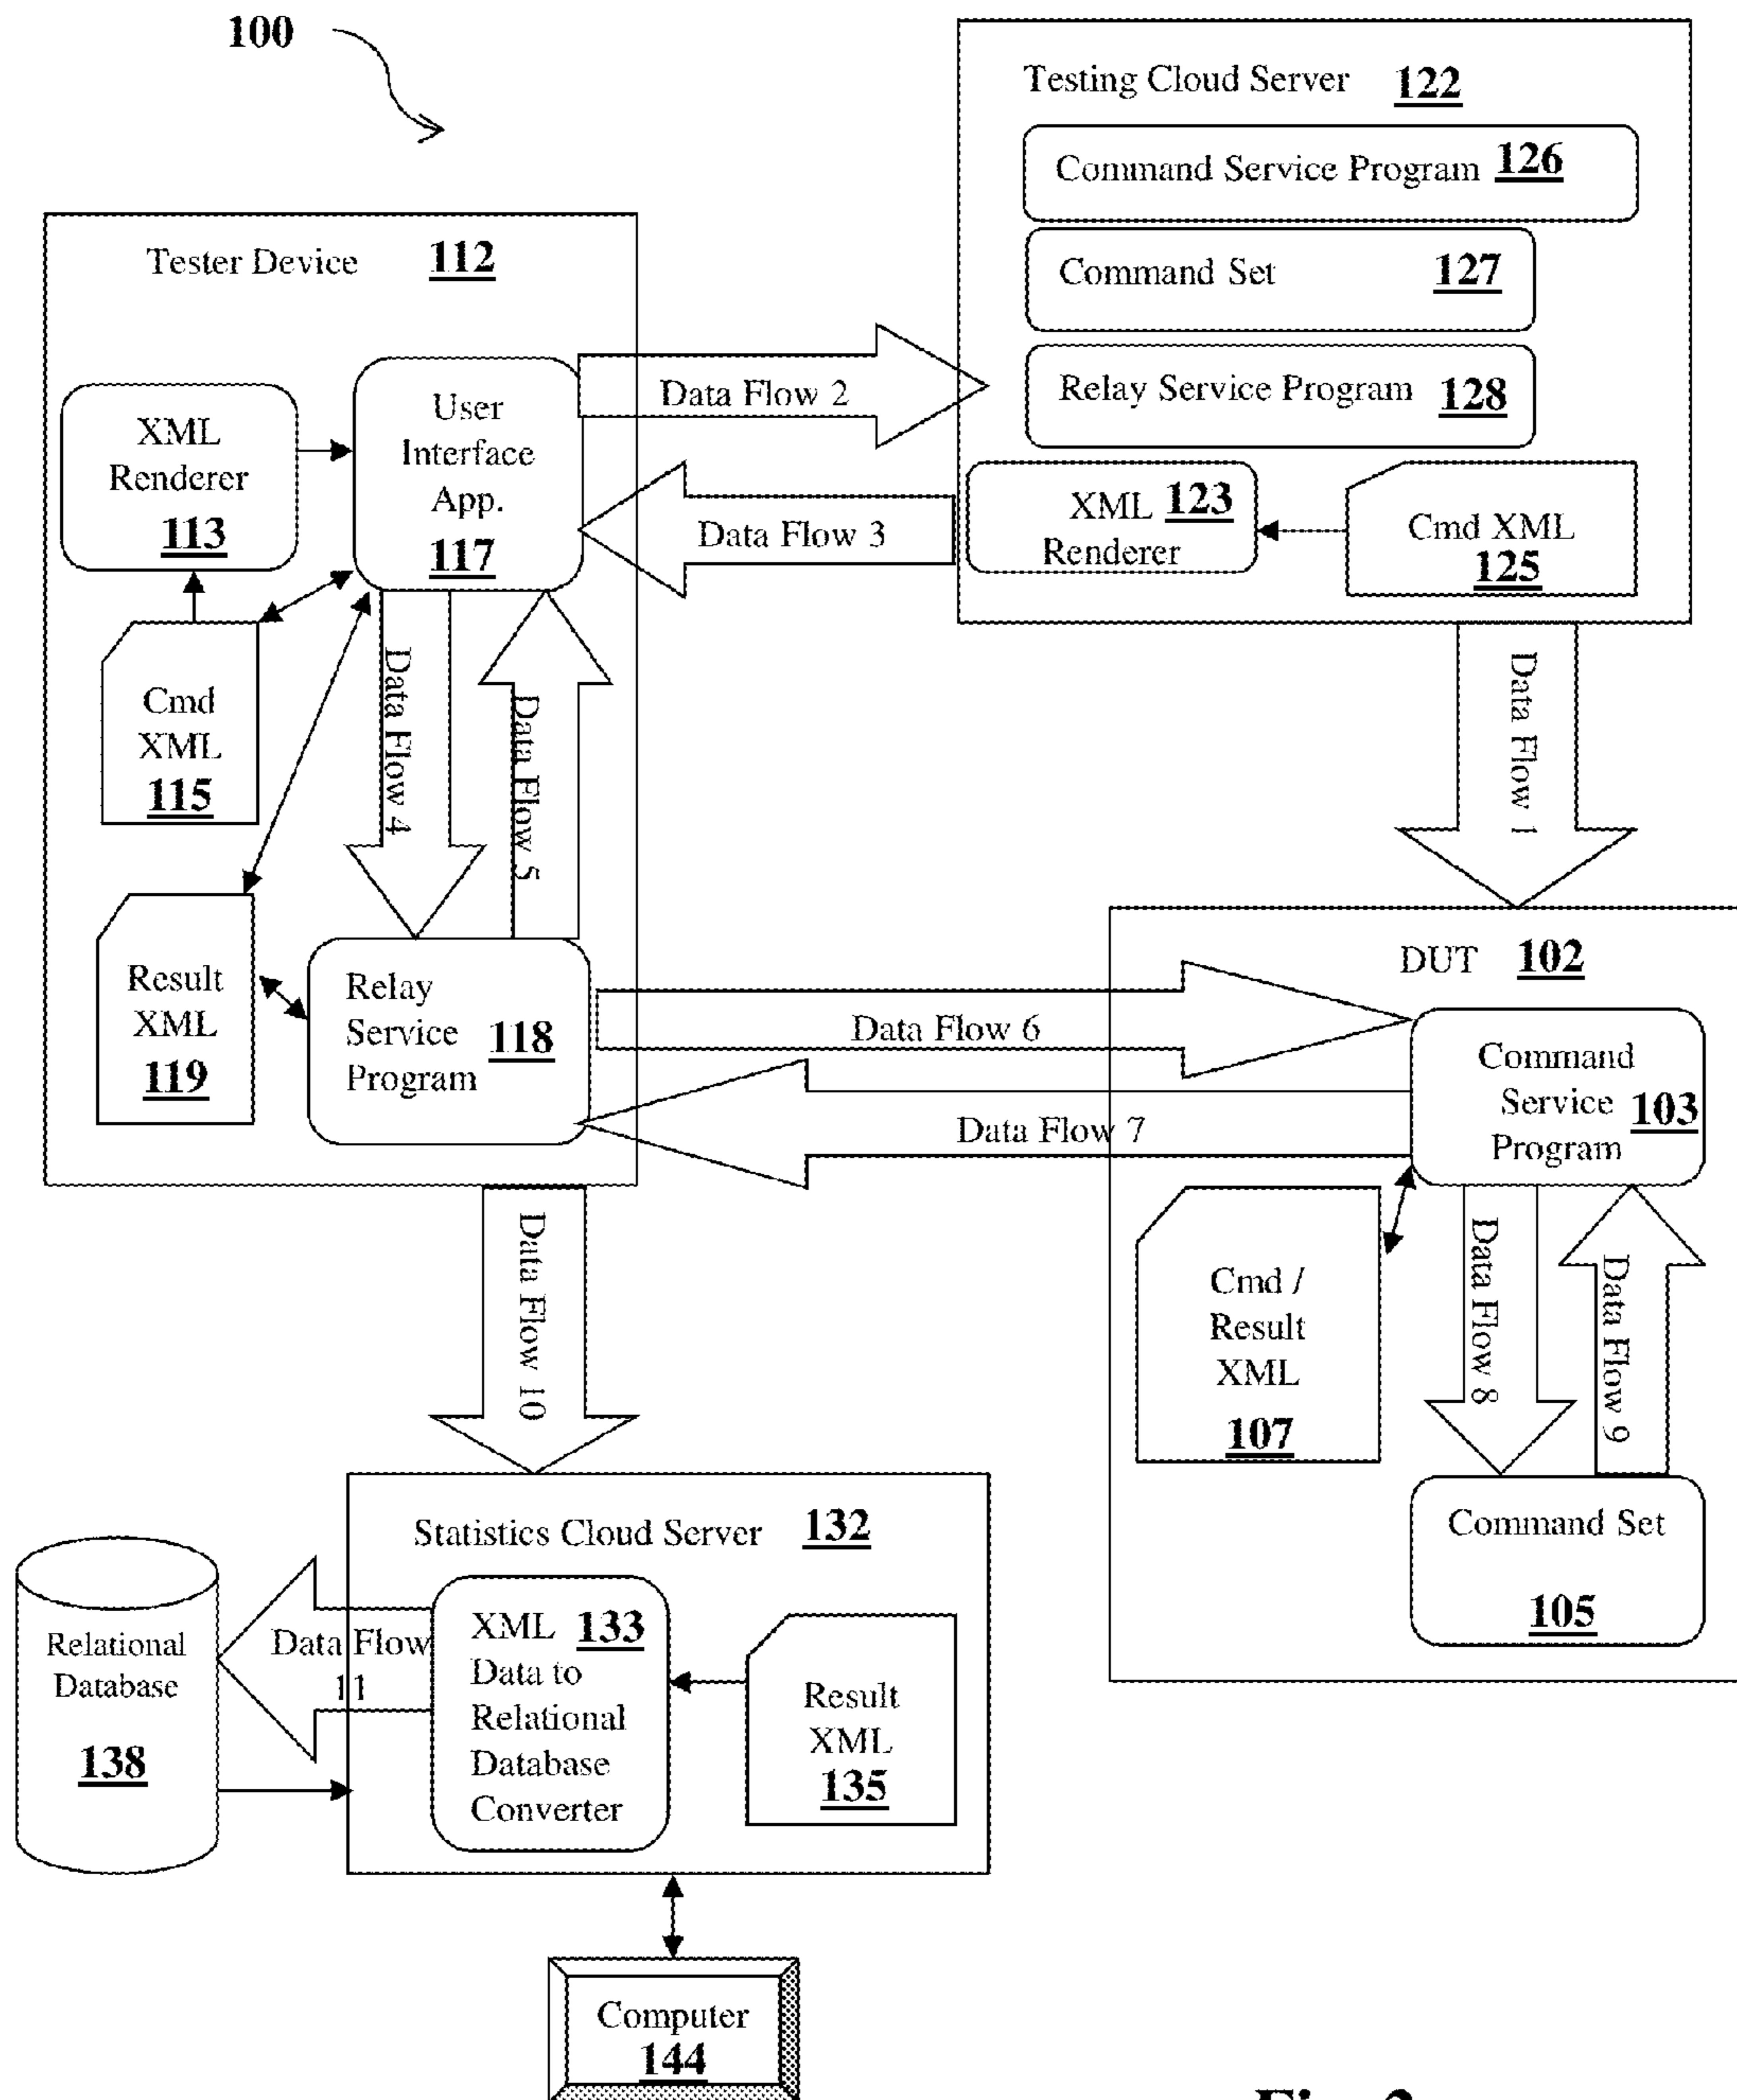 100
Testing Cloud Server 122
Command Service Program 126
Command Set 127
Relay Service Program 128
XML 123
Renderer
Cmd XML
125
Tester Device 112
XML
Renderer
113
User
Interface
App.
117
Data Flow 2
Data Flow 3
Cmd
XML
115
Data Flow 4
Data Flow 5
Data Flow 1
Result
XML
119
Relay
Service 118
Program
Data Flow 6
Data Flow 7
DUT 102
Command
Service 103
Program
Cmd /
Result
XML
107
Data Flow 8
Data Flow 9
Command Set
105
Data Flow 10
Statistics Cloud Server 132
Relational
Database
138
Data Flow
11
XML 133
Data to
Relational
Database
Converter
Result
XML
135
Computer
144